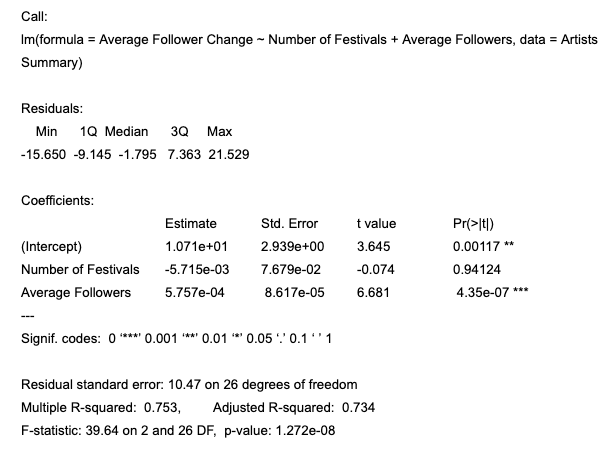 Call:
lm(formula = Average Follower Change ~ Number of Festivals + Average Followers, data = Artists
Summary)
Residuals:
Min 1Q Median 3Q Max
-15.650 -9.145 -1.795 7.363 21.529
Coefficients:
Estimate Std. Error t value Pr(>|t|)
(Intercept) 1.071e+01 2.939e+00 3.645 0.00117 **
Number of Festivals -5.715e-03 7.679e-02 -0.074 0.94124
Average Followers 5.757e-04 8.617e-05 6.681 4.35e-07 ***
---
Signif. codes: 0 ‘***’ 0.001 ‘**’ 0.01 ‘*’ 0.05 ‘.’ 0.1 ‘ ’ 1
Residual standard error: 10.47 on 26 degrees of freedom
Multiple R-squared: 0.753, Adjusted R-squared: 0.734
F-statistic: 39.64 on 2 and 26 DF, p-value: 1.272e-08